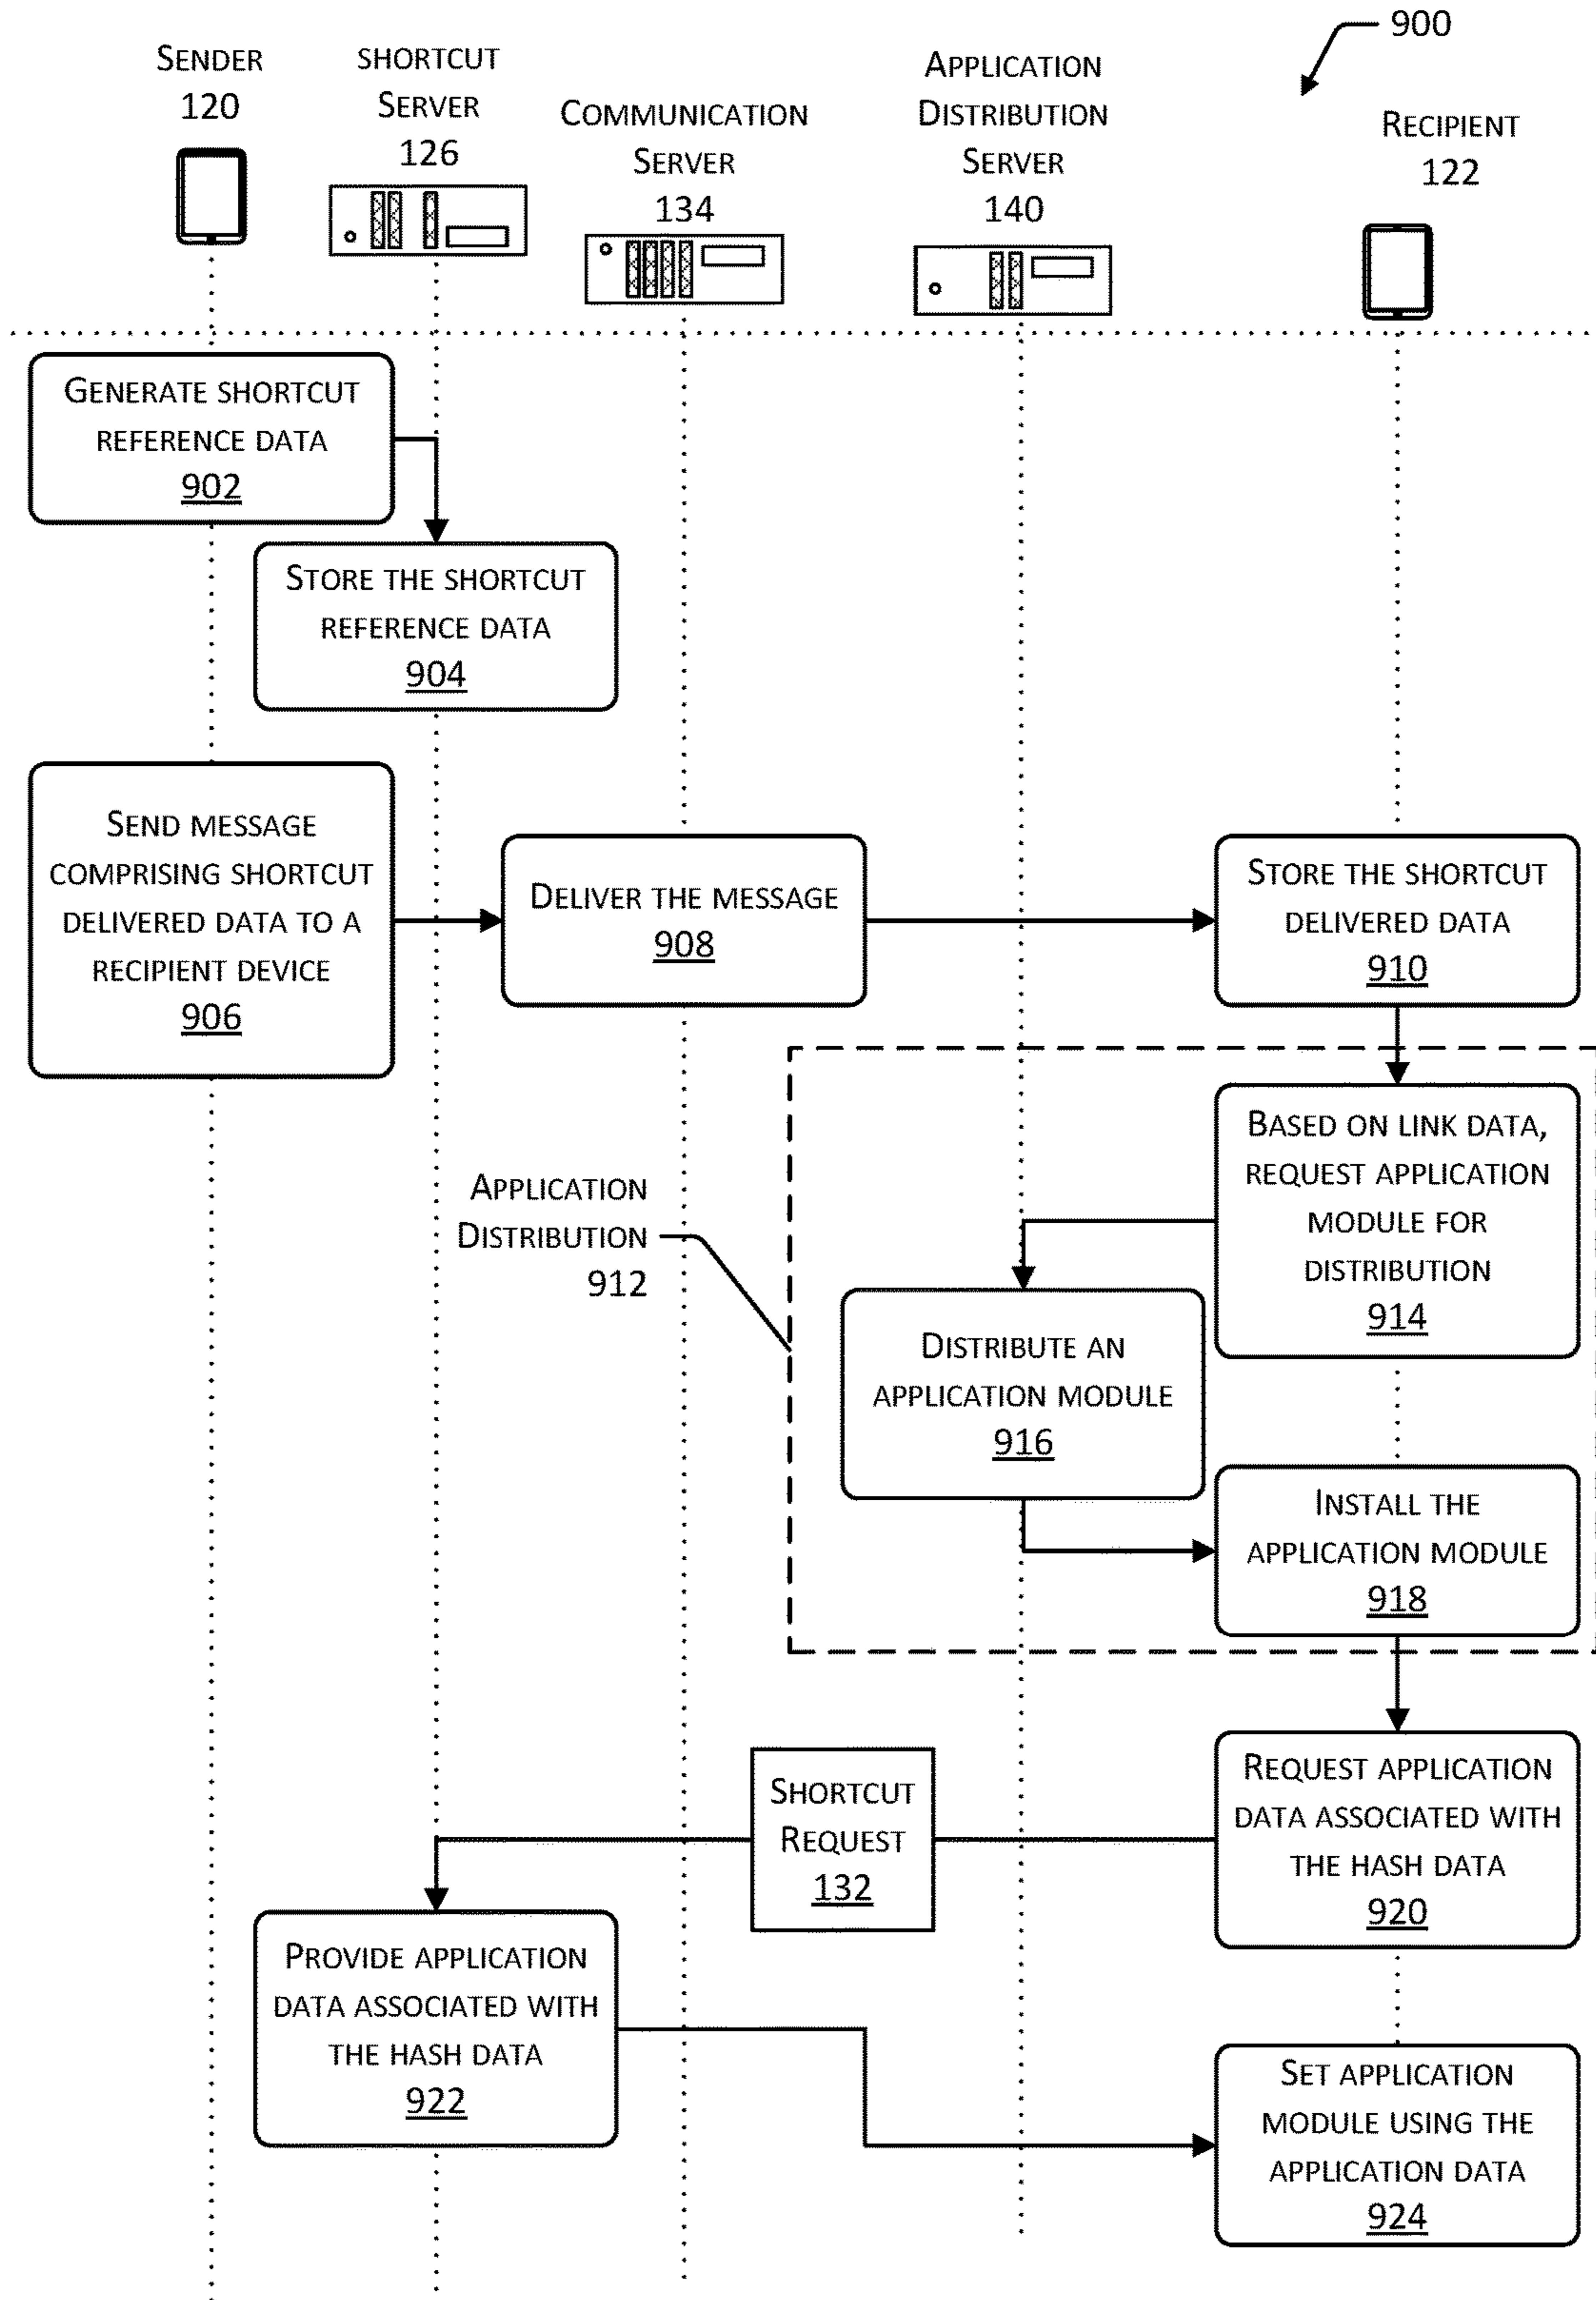 900
SENDER
120
SHORTCUT
SERVER
126
COMMUNICATION
SERVER
134
APPLICATION
DISTRIBUTION
SERVER
140
RECIPIENT
122
GENERATE SHORTCUT
REFERENCE DATA
902
STORE THE SHORTCUT
REFERENCE DATA
904
SEND MESSAGE
COMPRISING SHORTCUT
DELIVERED DATA TO A
RECIPIENT DEVICE
906
DELIVER THE MESSAGE
908
STORE THE SHORTCUT
DELIVERED DATA
910
APPLICATION
DISTRIBUTION
912
BASED ON LINK DATA,
REQUEST APPLICATION
MODULE FOR
DISTRIBUTION
914
DISTRIBUTE AN
APPLICATION MODULE
916
INSTALL THE
APPLICATION MODULE
918
REQUEST APPLICATION
DATA ASSOCIATED WITH
THE HASH DATA
920
SHORTCUT
REQUEST
132
PROVIDE APPLICATION
DATA ASSOCIATED WITH
THE HASH DATA
922
SET APPLICATION
MODULE USING THE
APPLICATION DATA
924